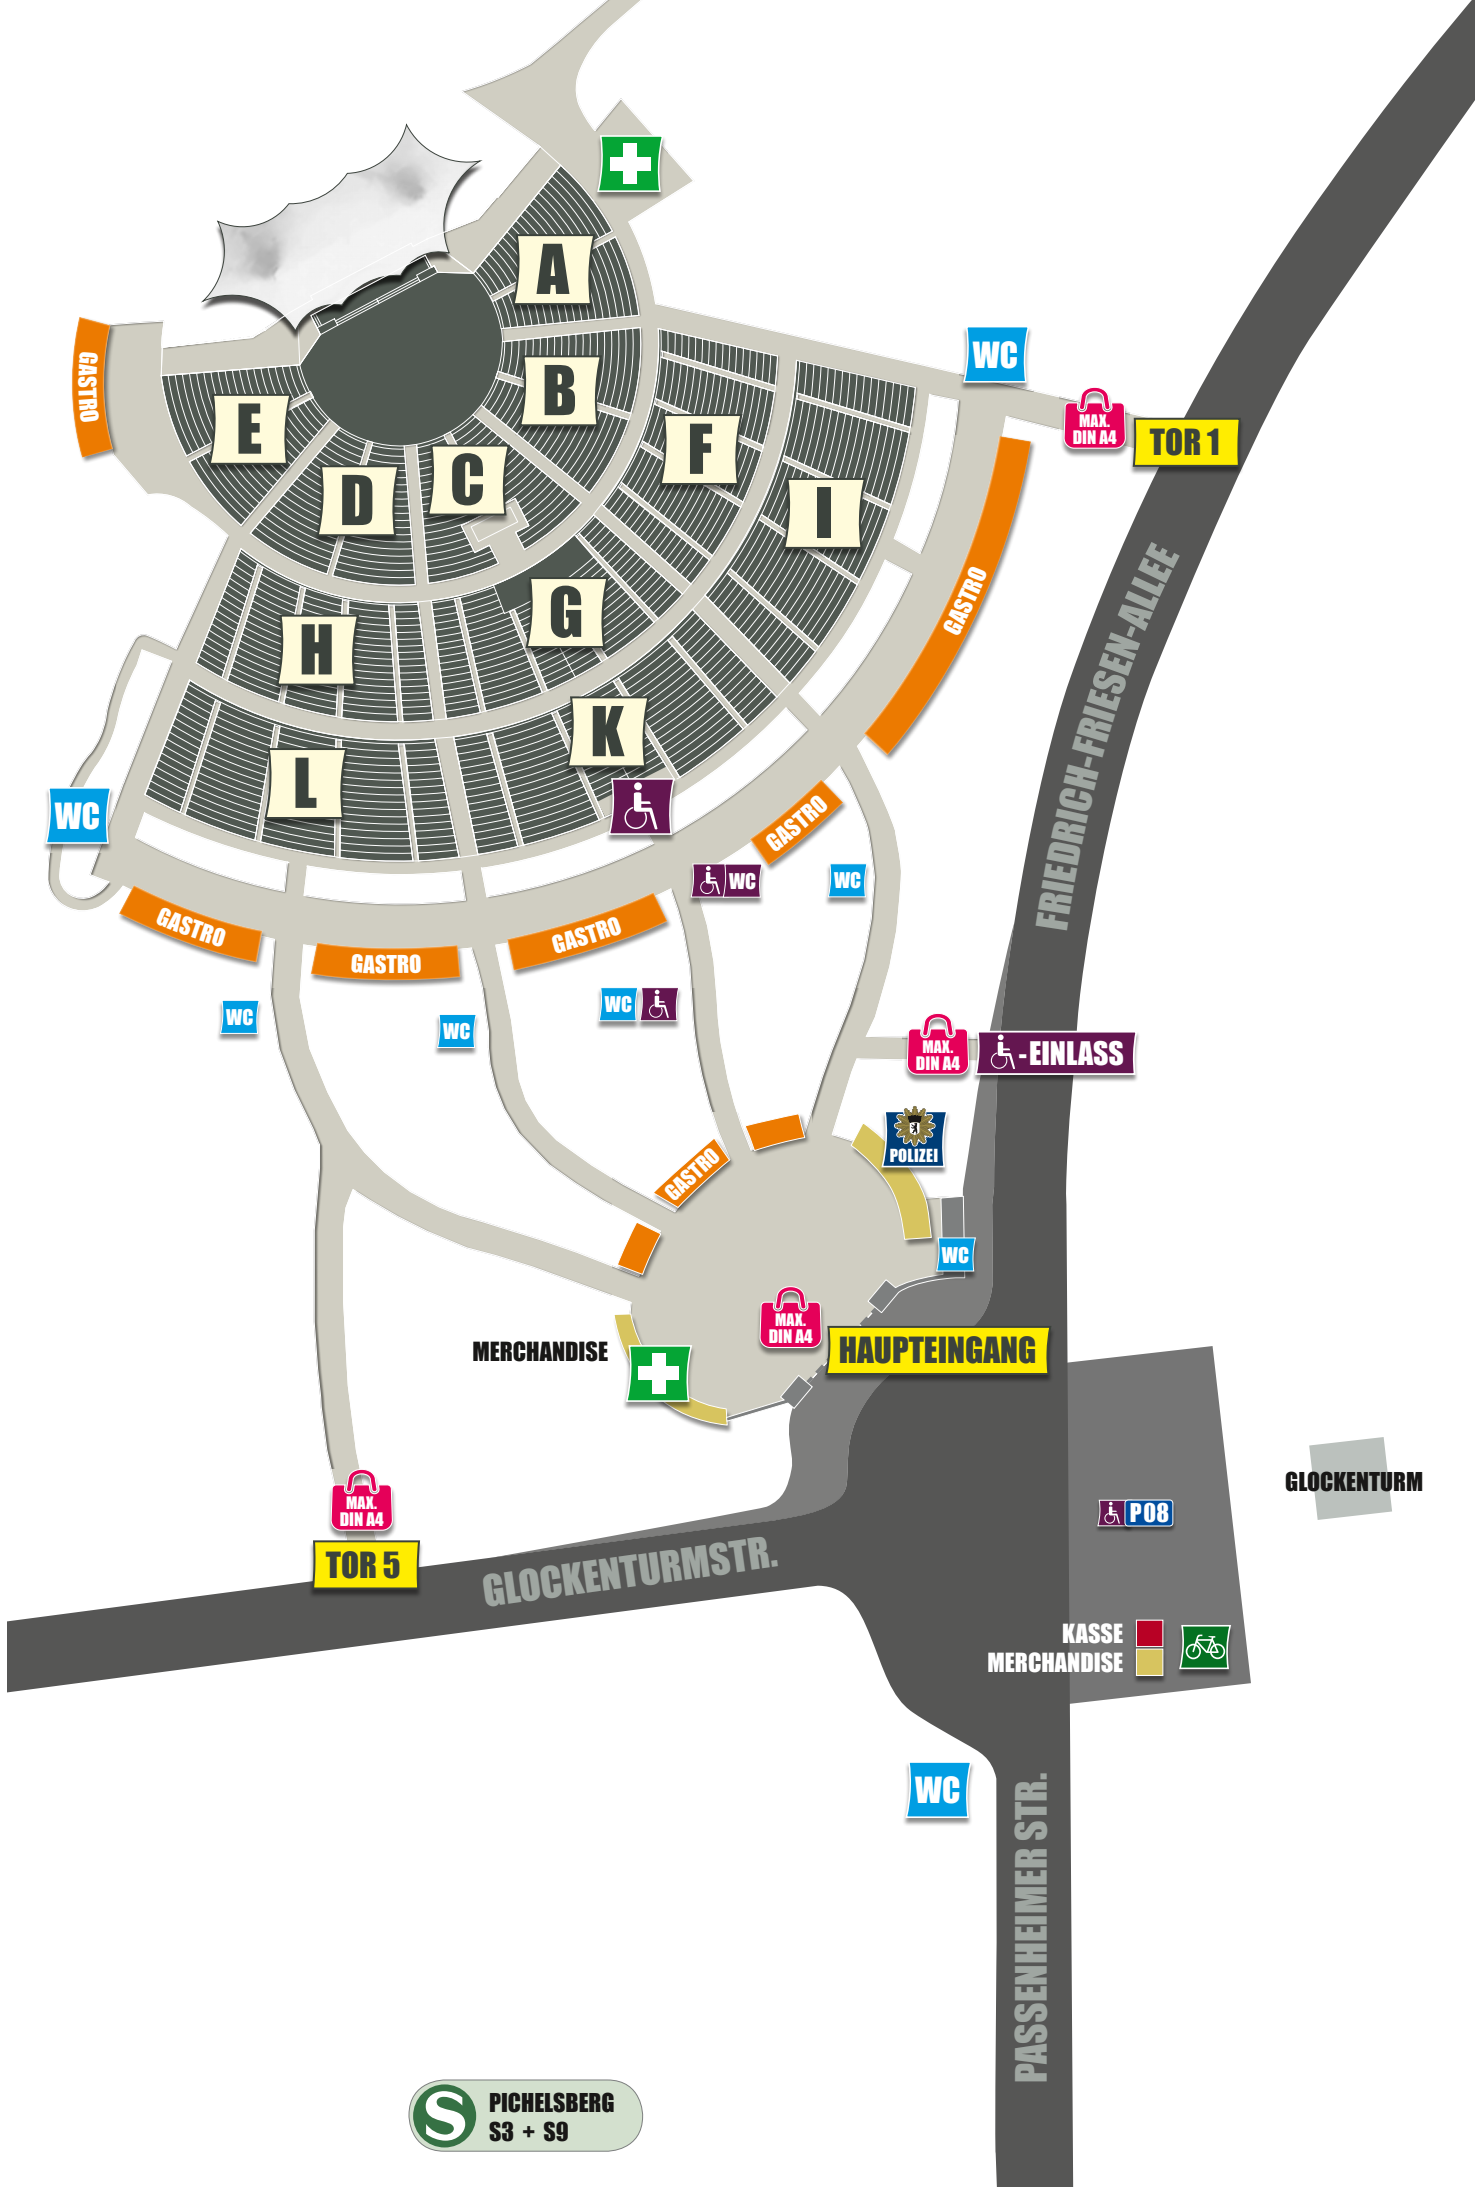 A
B
WC
MAX.
DIN A4
TOR 1
GASTRO
E
D
C
F
I
G
H
K
L
GASTRO
FRIEDRICH-FRIESEN-ALLEE
WC
GASTRO
WC
WC
GASTRO
GASTRO
GASTRO
WC
WC
WC
MAX.
DIN A4
-EINLASS
POLIZEI
GASTRO
WC
MAX.
DIN A4
HAUPTEINGANG
MERCHANDISE
GLOCKENTURM
MAX.
DIN A4
TOR 5
P08
GLOCKENTURMSTR.
KASSE
MERCHANDISE
WC
PASSENHEIMER STR.
S
PICHELSBERG
S3 + S9